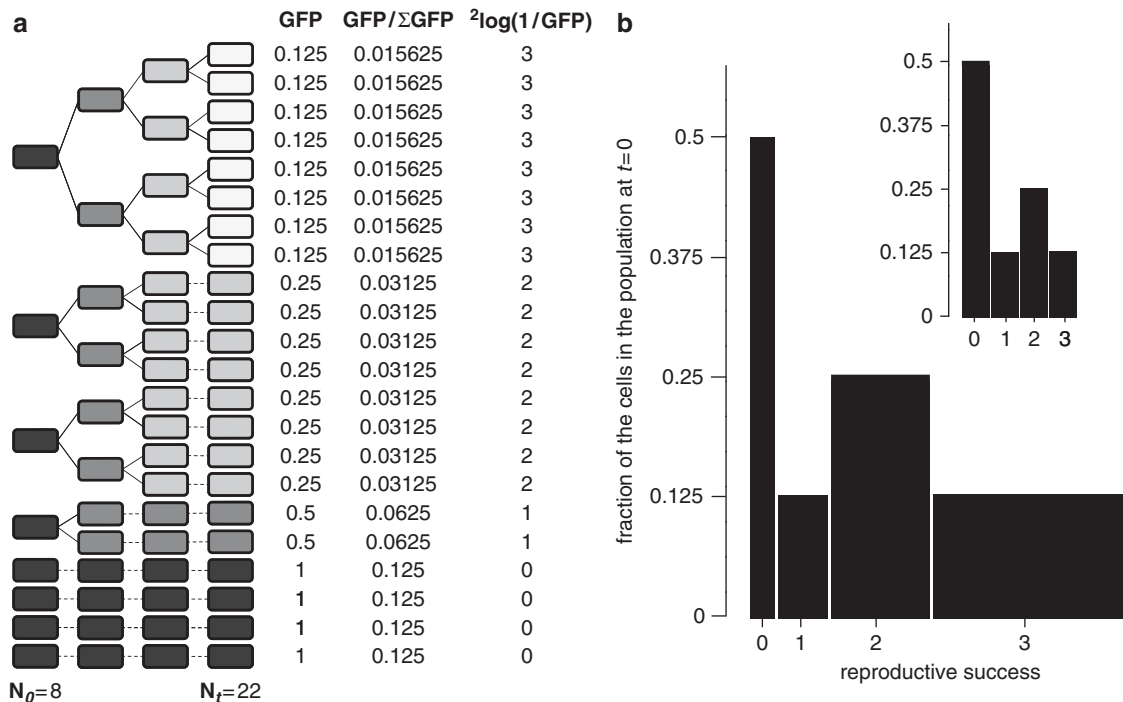 a
GFP GFP/ΣGFP ²log(1/GFP)
0.125 0.015625 3
0.125 0.015625 3
0.125 0.015625 3
0.125 0.015625 3
0.125 0.015625 3
0.125 0.015625 3
0.125 0.015625 3
0.125 0.015625 3
0.25 0.03125 2
0.25 0.03125 2
0.25 0.03125 2
0.25 0.03125 2
0.25 0.03125 2
0.25 0.03125 2
0.25 0.03125 2
0.25 0.03125 2
0.5 0.0625 1
0.5 0.0625 1
1 0.125 0
1 0.125 0
1 0.125 0
1 0.125 0
N0=8 Nt=22
b
fraction of the cells in the population at t=0
0.5
0.375
0.25
0.125
0
0 1 2 3
reproductive success
0.5
0.375
0.25
0.125
0
0 1 2 3